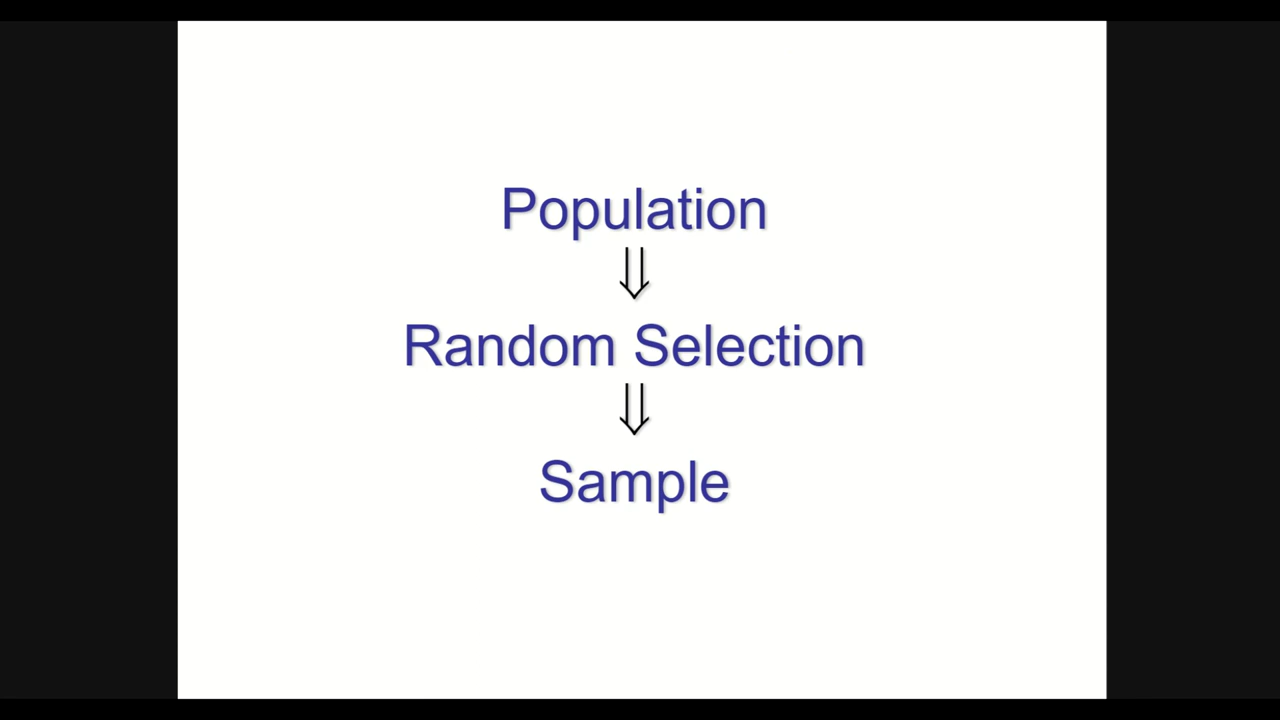 Population
⇓
Random Selection
⇓
Sample